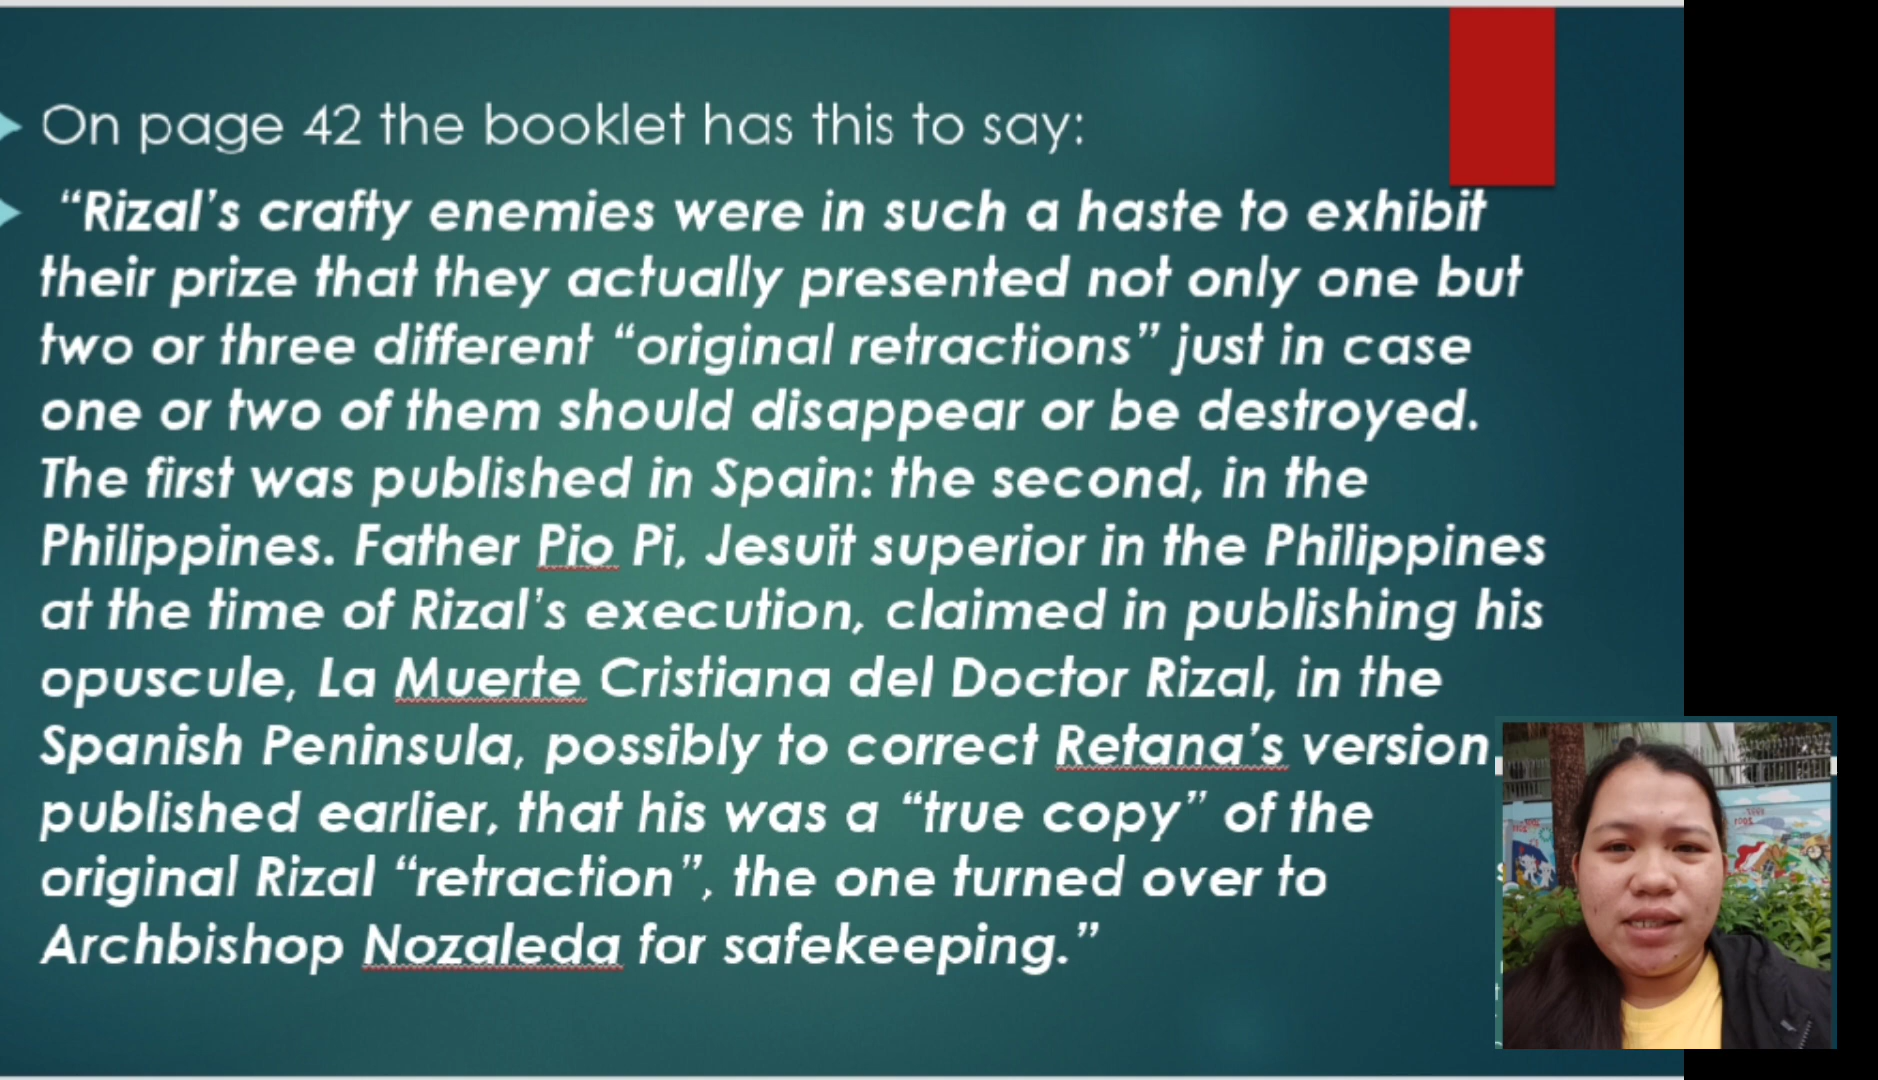 On page 42 the booklet has this to say:
“Rizal’s crafty enemies were in such a haste to exhibit
their prize that they actually presented not only one but
two or three different “original retractions” just in case
one or two of them should disappear or be destroyed.
The first was published in Spain: the second, in the
Philippines. Father Pio Pi, Jesuit superior in the Philippines
at the time of Rizal’s execution, claimed in publishing his
opuscule, La Muerte Cristiana del Doctor Rizal, in the
Spanish Peninsula, possibly to correct Retana’s version
published earlier, that his was a “true copy” of the
original Rizal “retraction”, the one turned over to
Archbishop Nozaleda for safekeeping.”